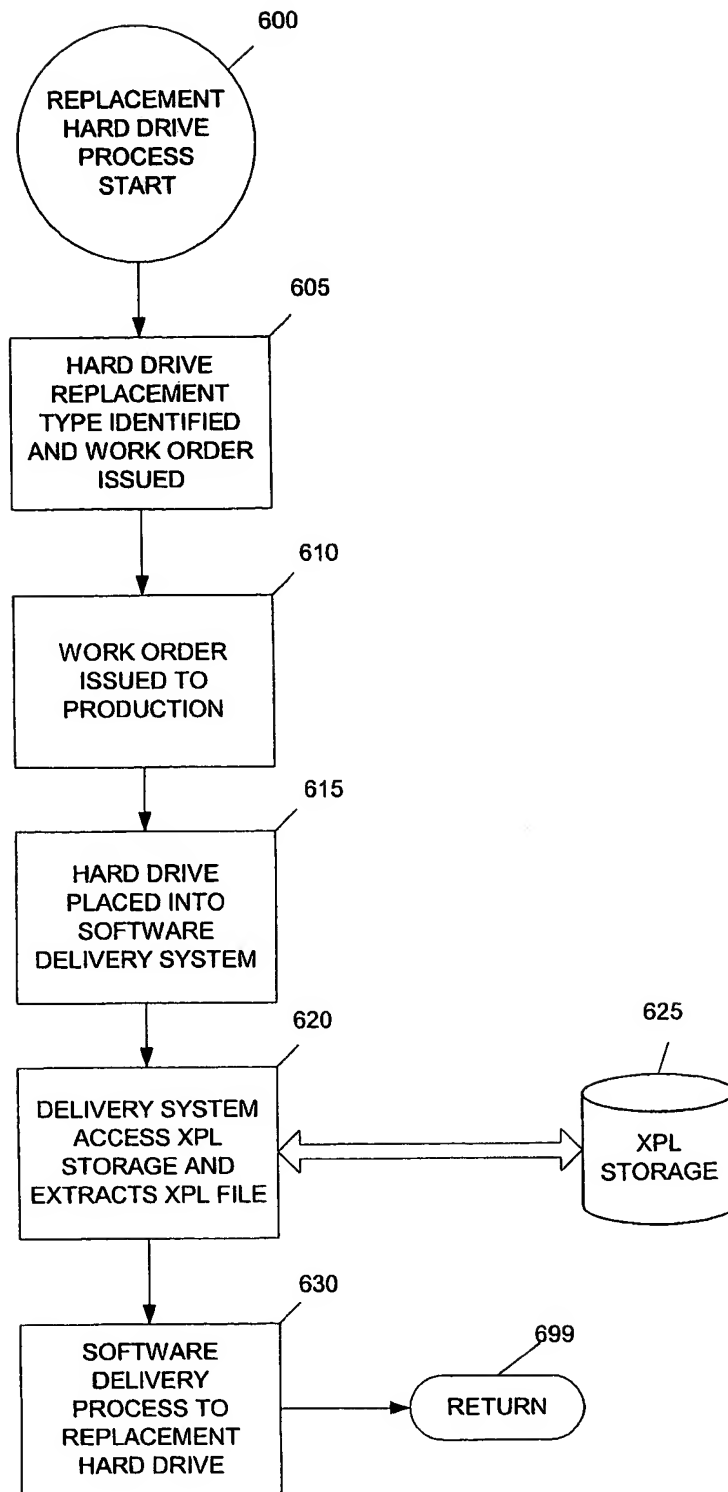 600
REPLACEMENT
HARD DRIVE
PROCESS
START
605
HARD DRIVE
REPLACEMENT
TYPE IDENTIFIED
AND WORK ORDER
ISSUED
610
WORK ORDER
ISSUED TO
PRODUCTION
615
HARD DRIVE
PLACED INTO
SOFTWARE
DELIVERY SYSTEM
620
DELIVERY SYSTEM
ACCESS XPL
STORAGE AND
EXTRACTS XPL FILE
625
XPL
STORAGE
630
SOFTWARE
DELIVERY
PROCESS TO
REPLACEMENT
HARD DRIVE
699
RETURN